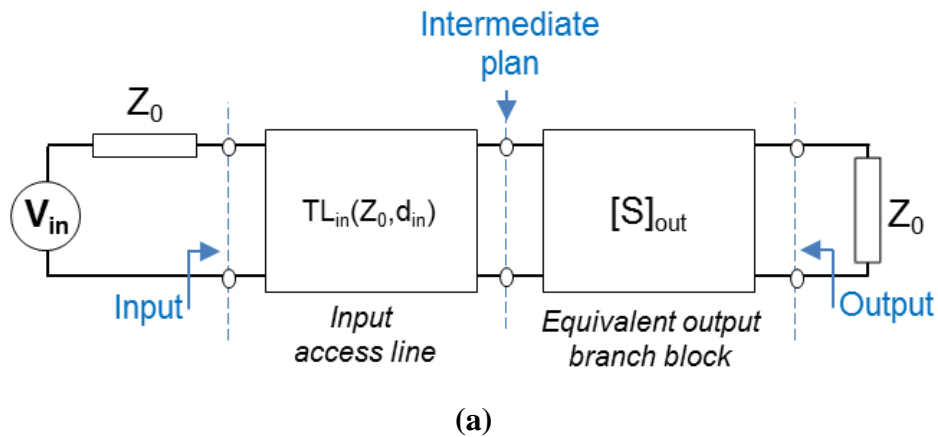 Intermediate
plan
Z0
Vin
TLin(Z0,din)
[S]out
Z0
Input
Output
Input
access line
Equivalent output
branch block
(a)